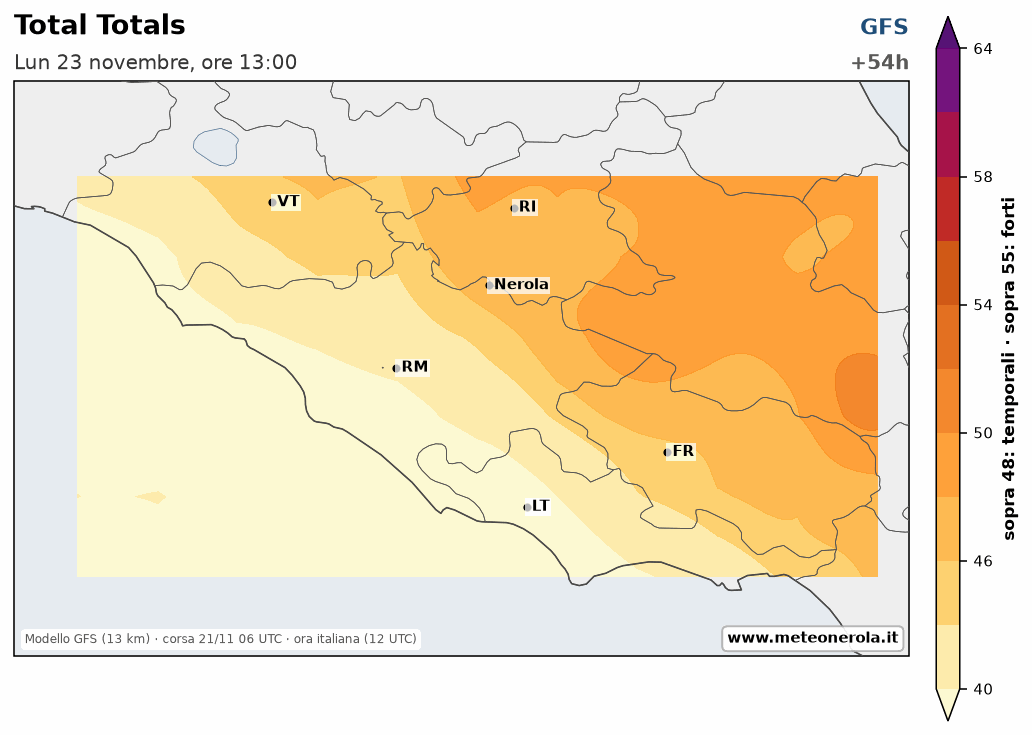 Total Totals
GFS
Lun 23 novembre, ore 13:00
+54h
VT
RI
Nerola
RM
FR
LT
Modello GFS (13 km) · corsa 21/11 06 UTC · ora italiana (12 UTC)
www.meteonerola.it
64
58
54
50
46
40
sopra 48: temporali · sopra 55: forti